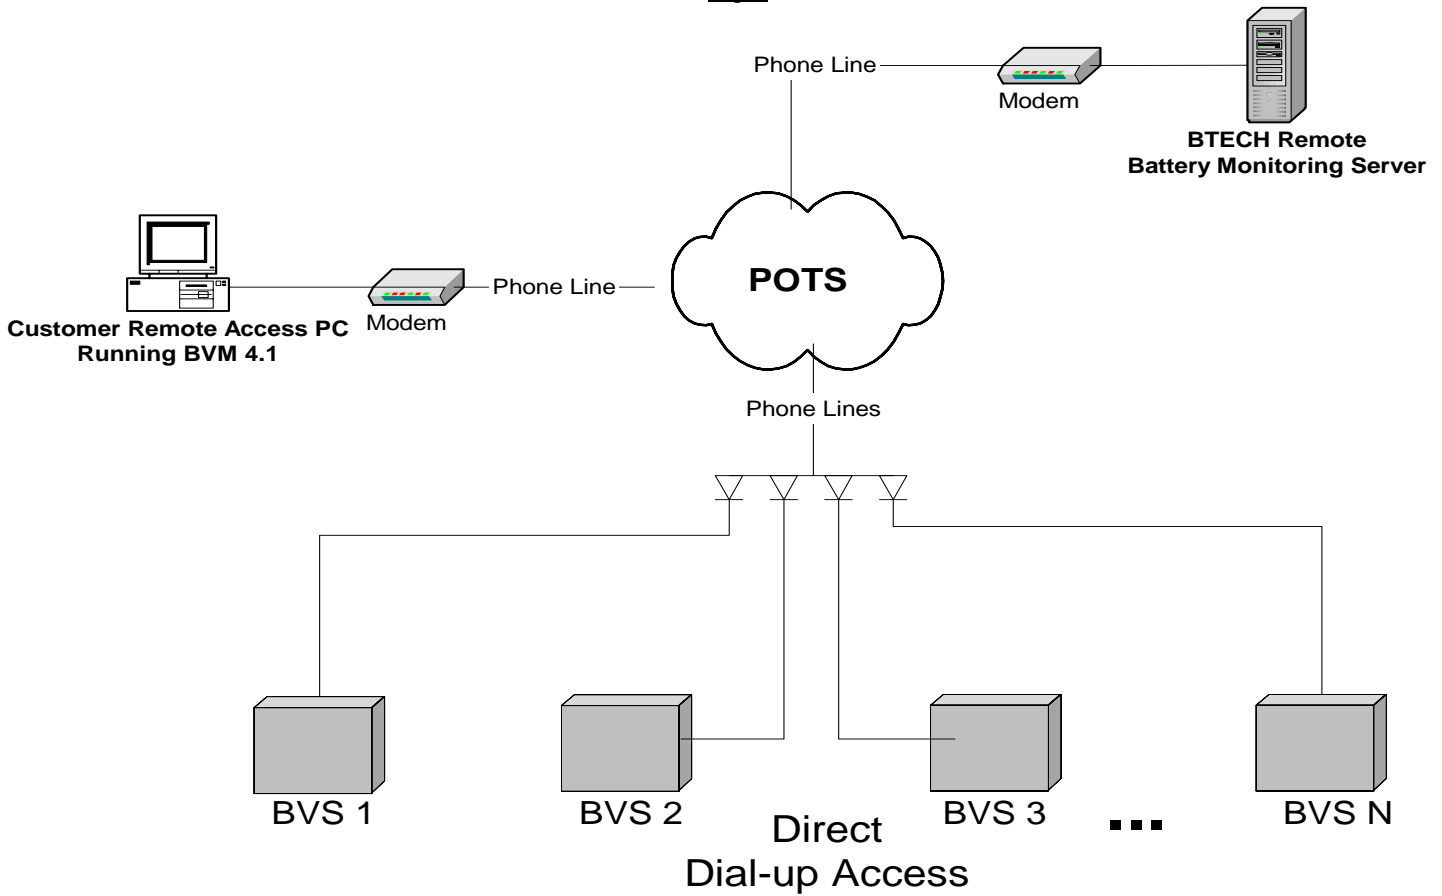 Phone Line
Modem
BTECH Remote
Battery Monitoring Server
POTS
Phone Line
Modem
Customer Remote Access PC
Running BVM 4.1
Phone Lines
BVS 1
BVS 2
BVS 3
...
BVS N
Direct
Dial-up Access